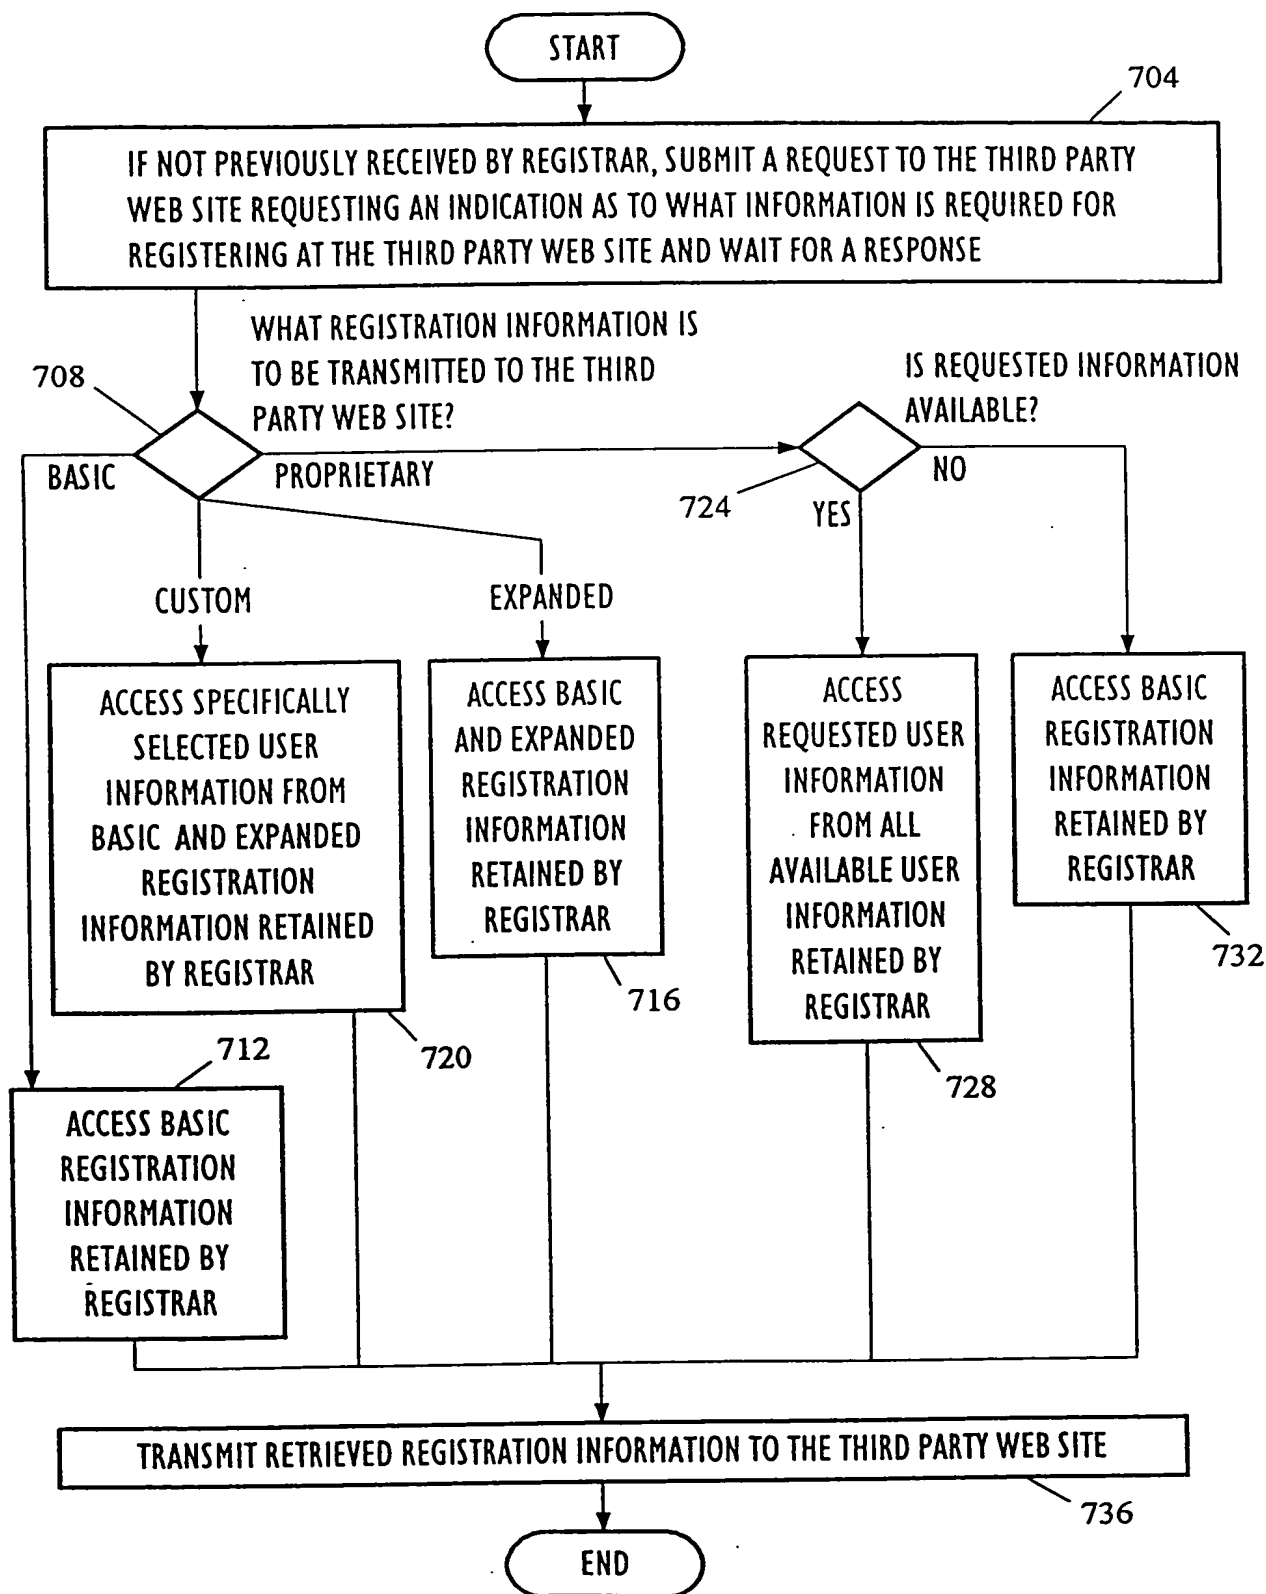 START
704
IF NOT PREVIOUSLY RECEIVED BY REGISTRAR, SUBMIT A REQUEST TO THE THIRD PARTY
WEB SITE REQUESTING AN INDICATION AS TO WHAT INFORMATION IS REQUIRED FOR
REGISTERING AT THE THIRD PARTY WEB SITE AND WAIT FOR A RESPONSE
WHAT REGISTRATION INFORMATION IS
TO BE TRANSMITTED TO THE THIRD
PARTY WEB SITE?
708
IS REQUESTED INFORMATION
AVAILABLE?
BASIC
PROPRIETARY
724
NO
YES
CUSTOM
EXPANDED
ACCESS SPECIFICALLY
SELECTED USER
INFORMATION FROM
BASIC AND EXPANDED
REGISTRATION
INFORMATION RETAINED
BY REGISTRAR
720
ACCESS BASIC
AND EXPANDED
REGISTRATION
INFORMATION
RETAINED BY
REGISTRAR
716
ACCESS
REQUESTED USER
INFORMATION
FROM ALL
AVAILABLE USER
INFORMATION
RETAINED BY
REGISTRAR
728
ACCESS BASIC
REGISTRATION
INFORMATION
RETAINED BY
REGISTRAR
732
712
ACCESS BASIC
REGISTRATION
INFORMATION
RETAINED BY
REGISTRAR
TRANSMIT RETRIEVED REGISTRATION INFORMATION TO THE THIRD PARTY WEB SITE
736
END